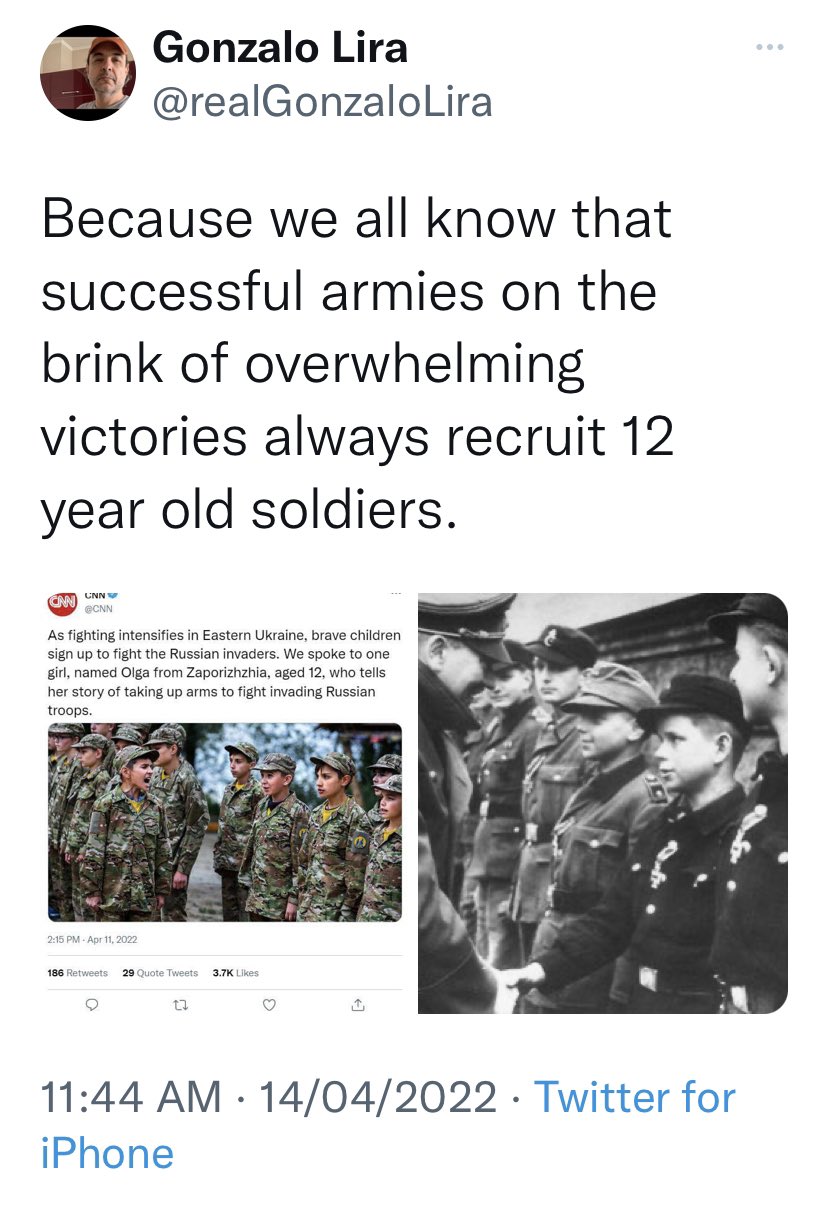 Gonzalo Lira
@realGonzaloLira
Because we all know that
successful armies on the
brink of overwhelming
victories always recruit 12
year old soldiers.
CNN
CNN
@CNN
As fighting intensifies in Eastern Ukraine, brave children
sign up to fight the Russian invaders. We spoke to one
girl, named Olga from Zaporizhzhia, aged 12, who tells
her story of taking up arms to fight invading Russian
troops.
2:15 PM · Apr 11, 2022
186 Retweets 29 Quote Tweets 3.7K Likes
11:44 AM · 14/04/2022 · Twitter for
iPhone